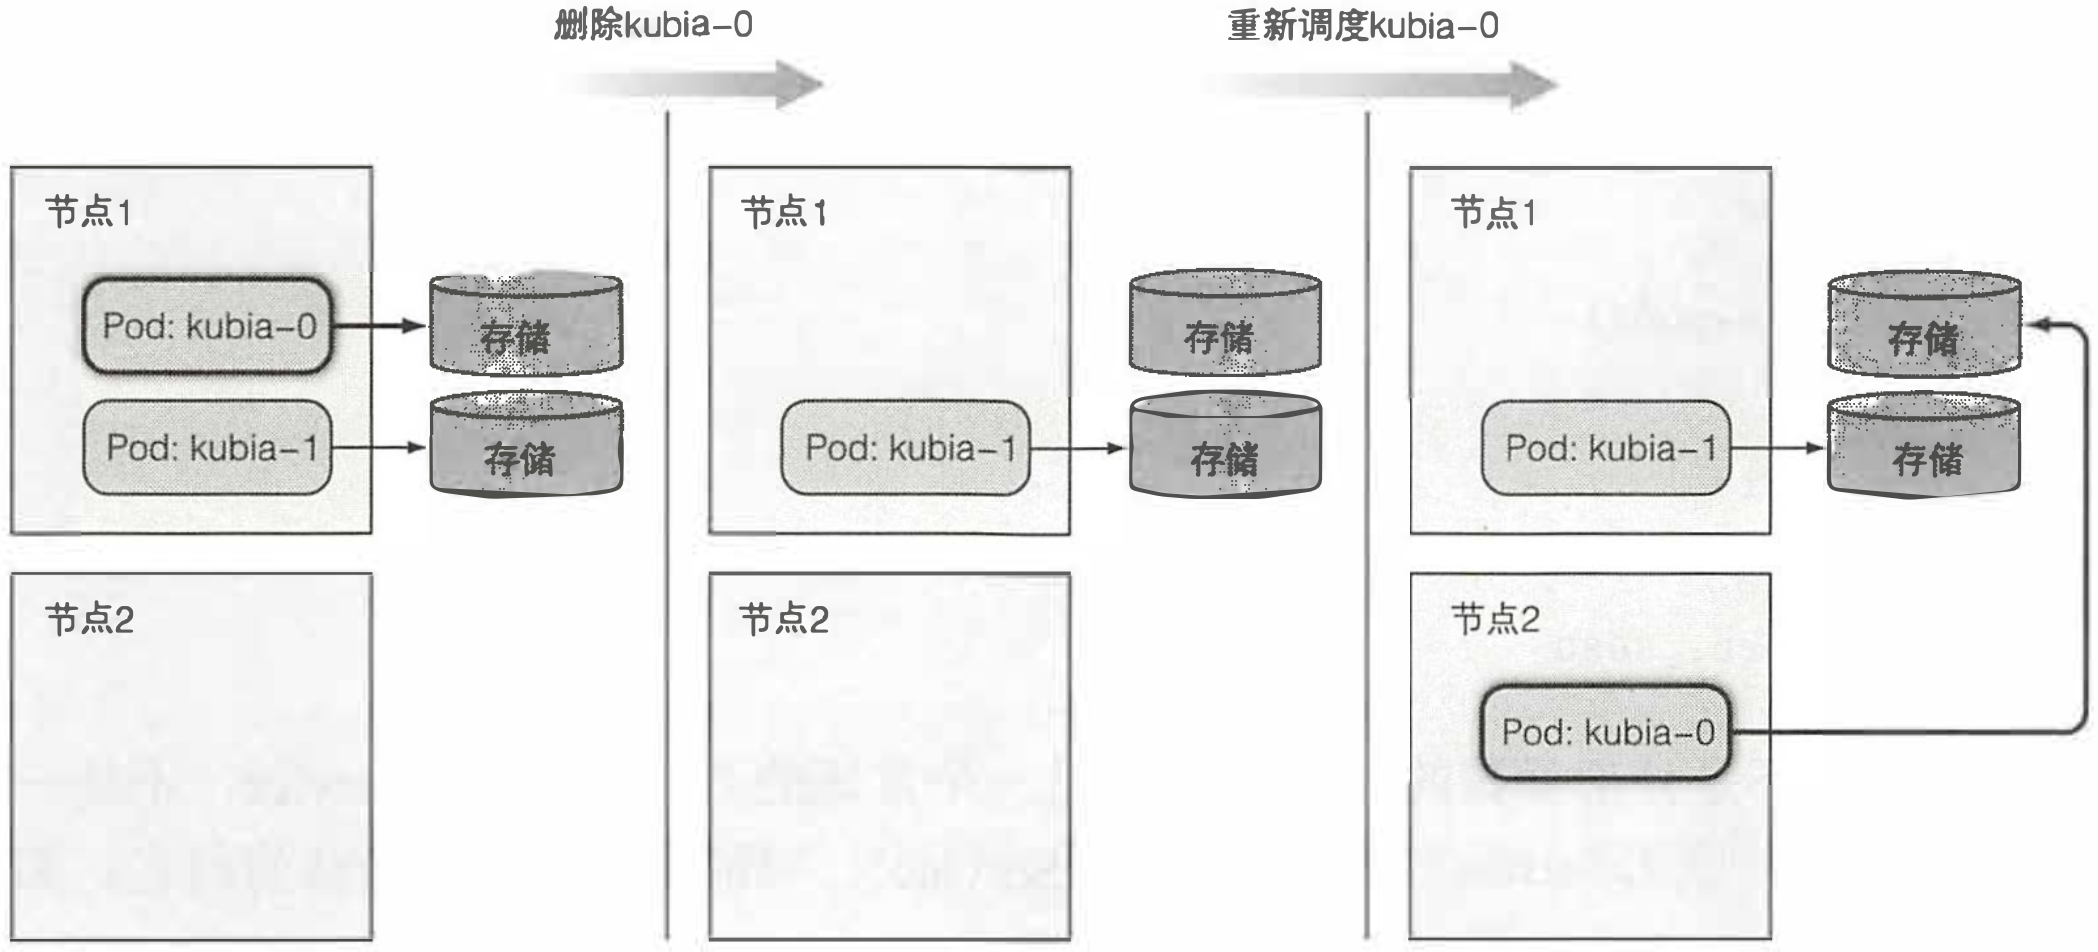 删除kubia-0
重新调度kubia-0
节点1
Pod: kubia-0
存储
Pod: kubia-1
存储
节点2
节点1
存储
Pod: kubia-1
存储
节点2
节点1
存储
Pod: kubia-1
存储
节点2
Pod: kubia-0